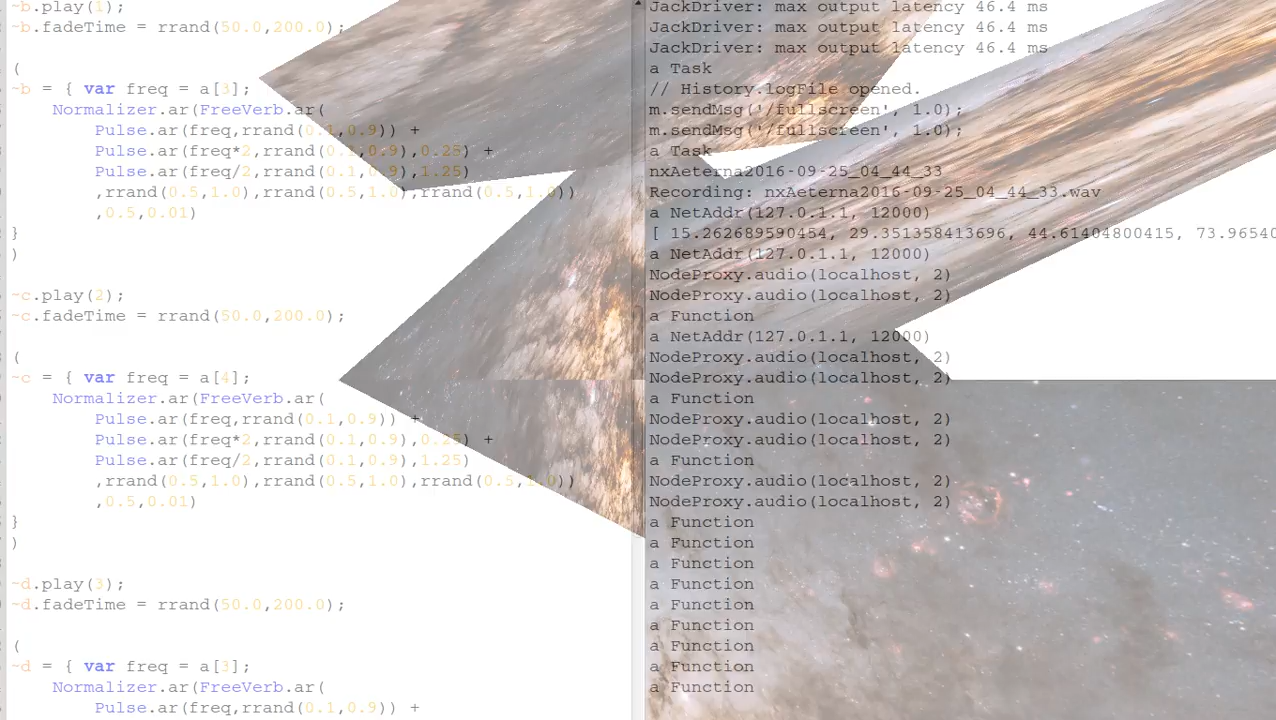 ~b.play(1);
~b.fadeTime = rrand(50.0,200.0);
(
~b = { var freq = a[3];
Normalizer.ar(FreeVerb.ar(
Pulse.ar(freq,rrand(0.1,0.9)) +
Pulse.ar(freq*2,rrand(0.1,0.9),0.25) +
Pulse.ar(freq/2,rrand(0.1,0.9),1.25)
,rrand(0.5,1.0),rrand(0.5,1.0),rrand(0.5,1.0))
,0.5,0.01)
}
)
~c.play(2);
~c.fadeTime = rrand(50.0,200.0);
(
~c = { var freq = a[4];
Normalizer.ar(FreeVerb.ar(
Pulse.ar(freq,rrand(0.1,0.9)) +
Pulse.ar(freq*2,rrand(0.1,0.9),0.25) +
Pulse.ar(freq/2,rrand(0.1,0.9),1.25)
,rrand(0.5,1.0),rrand(0.5,1.0),rrand(0.5,1.0))
,0.5,0.01)
}
)
~d.play(3);
~d.fadeTime = rrand(50.0,200.0);
(
~d = { var freq = a[3];
Normalizer.ar(FreeVerb.ar(
Pulse.ar(freq,rrand(0.1,0.9)) +
JackDriver: max output latency 46.4 ms
JackDriver: max output latency 46.4 ms
JackDriver: max output latency 46.4 ms
a Task
// History.logFile opened.
m.sendMsg('/fullscreen', 1.0);
m.sendMsg('/fullscreen', 1.0);
a Task
nxAeterna2016-09-25_04_44_33
Recording: nxAeterna2016-09-25_04_44_33.wav
a NetAddr(127.0.1.1, 12000)
[ 15.262689590454, 29.351358413696, 44.61404800415, 73.96540
a NetAddr(127.0.1.1, 12000)
NodeProxy.audio(localhost, 2)
NodeProxy.audio(localhost, 2)
a Function
a NetAddr(127.0.1.1, 12000)
NodeProxy.audio(localhost, 2)
NodeProxy.audio(localhost, 2)
a Function
NodeProxy.audio(localhost, 2)
NodeProxy.audio(localhost, 2)
a Function
NodeProxy.audio(localhost, 2)
NodeProxy.audio(localhost, 2)
a Function
a Function
a Function
a Function
a Function
a Function
a Function
a Function
a Function